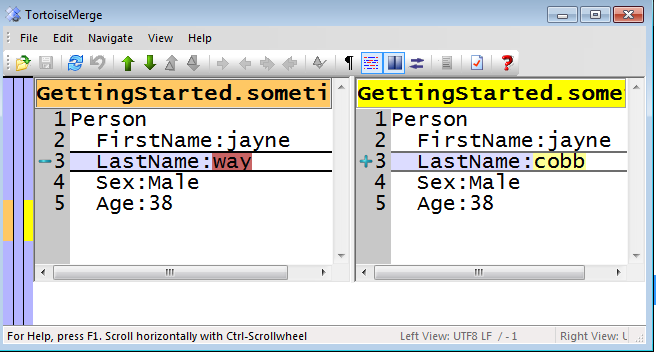 TortoiseMerge
File Edit Navigate View Help
GettingStarted.someti
1 Person
2 FirstName:jayne
3 LastName:way
4 Sex:Male
5 Age:38
GettingStarted.some
1 Person
2 FirstName:jayne
3 LastName:cobb
4 Sex:Male
5 Age:38
For Help, press F1. Scroll horizontally with Ctrl-Scrollwheel
Left View: UTF8 LF / - 1
Right View: U